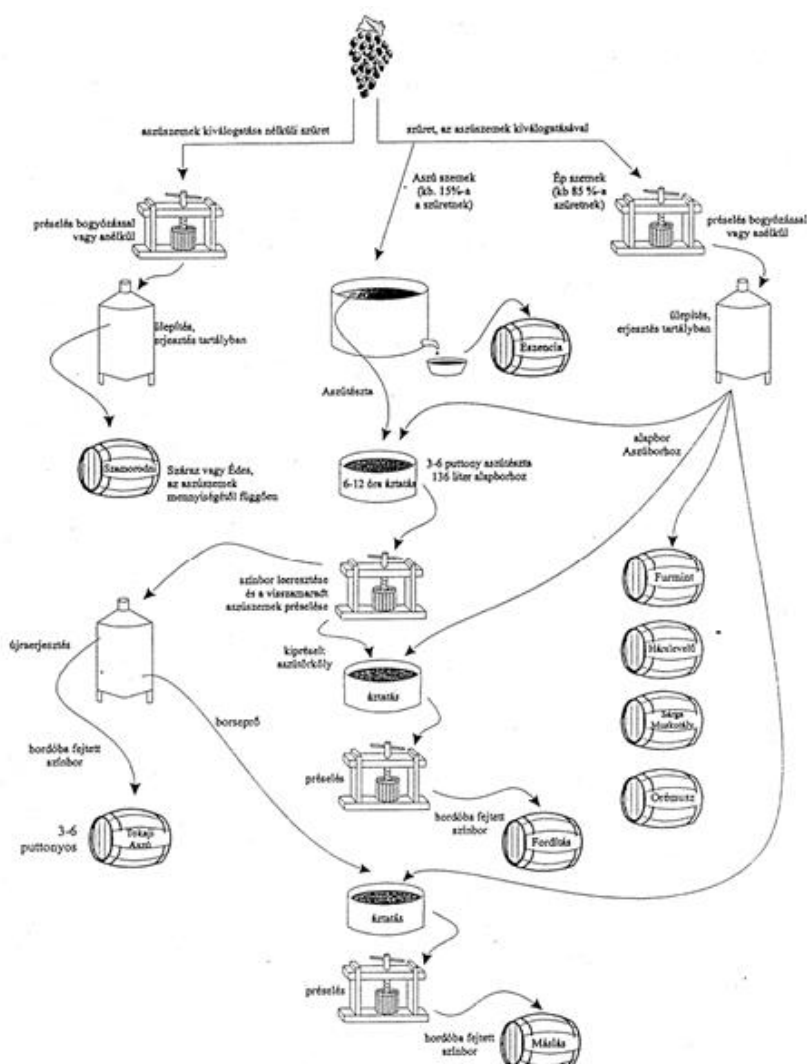 aszúszemek kiválogatása nélküli szüret
szüret, az aszúszemek kiválogatásával
Aszú szemek
(kb. 15%-a
a szüretnek)
Ép szemek
(kb 85 %-a
szüretnek)
préselés bogyózással
vagy anélkül
préselés bogyózással
vagy anélkül
ülepítés,
erjesztés tartályban
Eszencia
ülepítés,
erjesztés tartályban
Aszútészta
alapbor
Aszúborhoz
Szamorodni
Száraz vagy Édes,
az aszúszemek
mennyiségétől függően
6-12 óra áztatás
3-6 puttony aszútészta
136 liter alapborhoz
Furmint
színbor leeresztése
és a visszamaradt
aszúszemek préselése
újraerjesztés
Hárslevelű
kipréselt
aszútörköly
áztatás
borseprő
Sárga
Muskotály
hordóba fejtett
színbor
préselés
Orémusz
hordóba fejtett
színbor
3-6
puttonyos
Tokaji
Aszú
Fordítás
áztatás
préselés
hordóba fejtett
színbor
Máslás